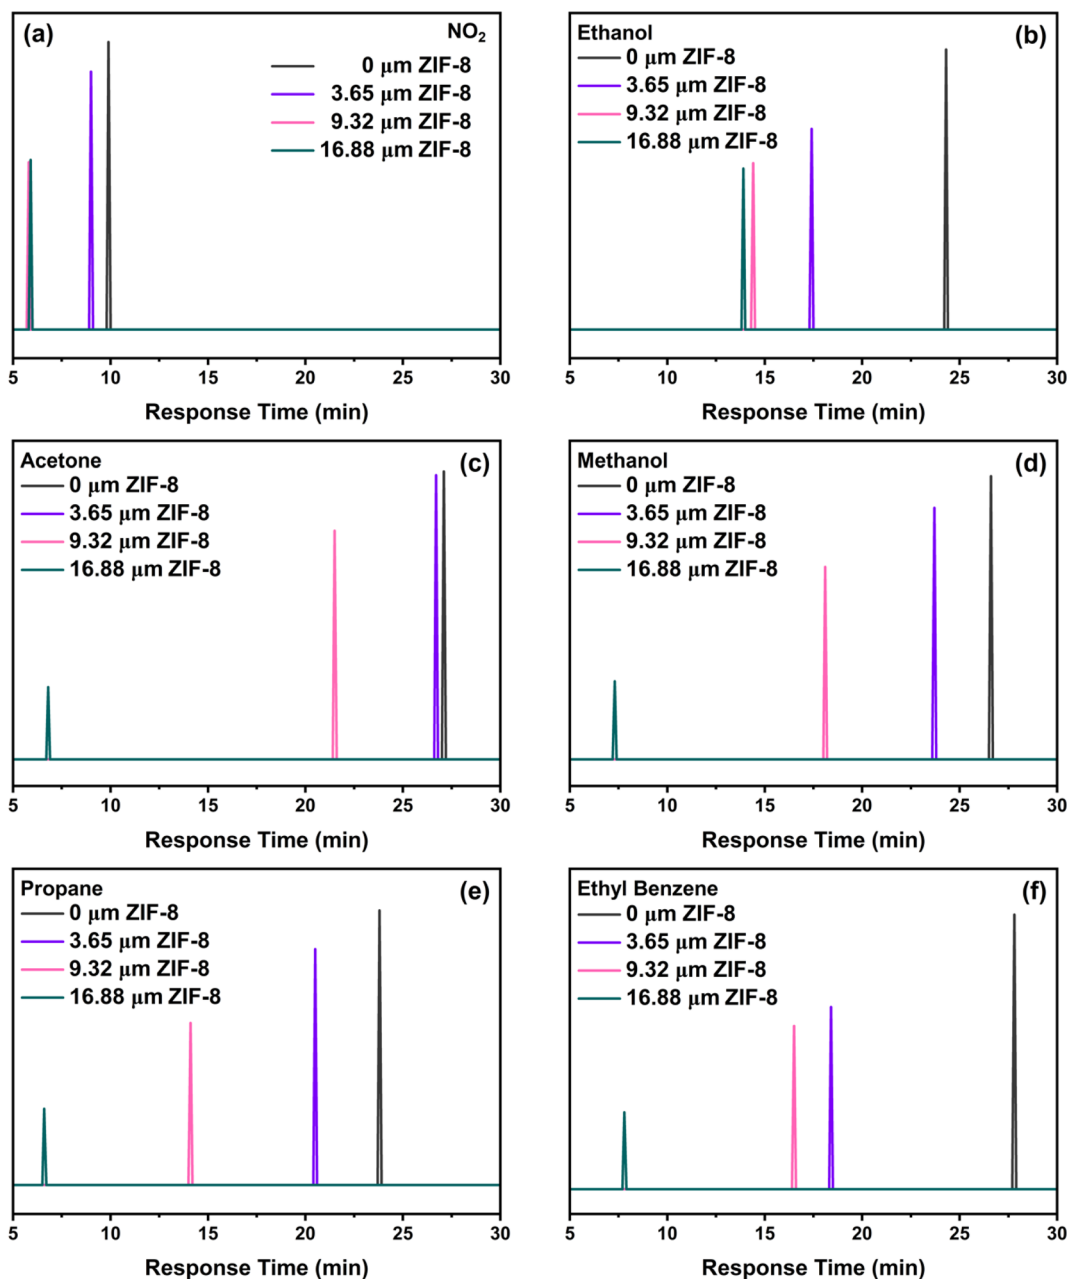 (a)
NO₂
0 μm ZIF-8
3.65 μm ZIF-8
9.32 μm ZIF-8
16.88 μm ZIF-8
5 10 15 20 25 30
Response Time (min)
Ethanol
(b)
0 μm ZIF-8
3.65 μm ZIF-8
9.32 μm ZIF-8
16.88 μm ZIF-8
5 10 15 20 25 30
Response Time (min)
Acetone
(c)
0 μm ZIF-8
3.65 μm ZIF-8
9.32 μm ZIF-8
16.88 μm ZIF-8
5 10 15 20 25 30
Response Time (min)
Methanol
(d)
0 μm ZIF-8
3.65 μm ZIF-8
9.32 μm ZIF-8
16.88 μm ZIF-8
5 10 15 20 25 30
Response Time (min)
Propane
(e)
0 μm ZIF-8
3.65 μm ZIF-8
9.32 μm ZIF-8
16.88 μm ZIF-8
5 10 15 20 25 30
Response Time (min)
Ethyl Benzene
(f)
0 μm ZIF-8
3.65 μm ZIF-8
9.32 μm ZIF-8
16.88 μm ZIF-8
5 10 15 20 25 30
Response Time (min)